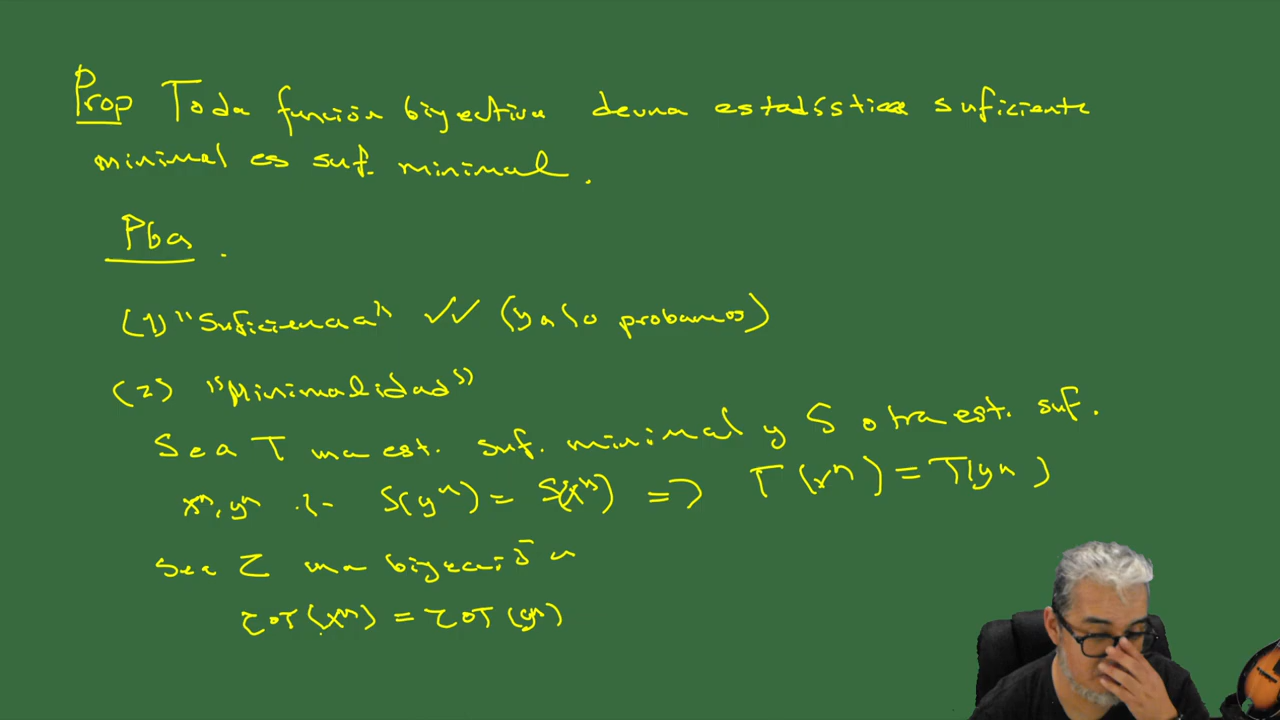 Prop Toda función biyectiva de una estadística suficiente
minimal es suf. minimal.
Pba.
(1) "Suficiencia" ✓✓ (ya lo probamos)
(2) "Minimalidad"
Sea T una est. suf. minimal y S otra est. suf.
xⁿ, yⁿ ∴ S(yⁿ) = S(xⁿ) => T(xⁿ) = T(yⁿ)
Sea Z una biyección
Z∘T(xⁿ) = Z∘T(yⁿ)